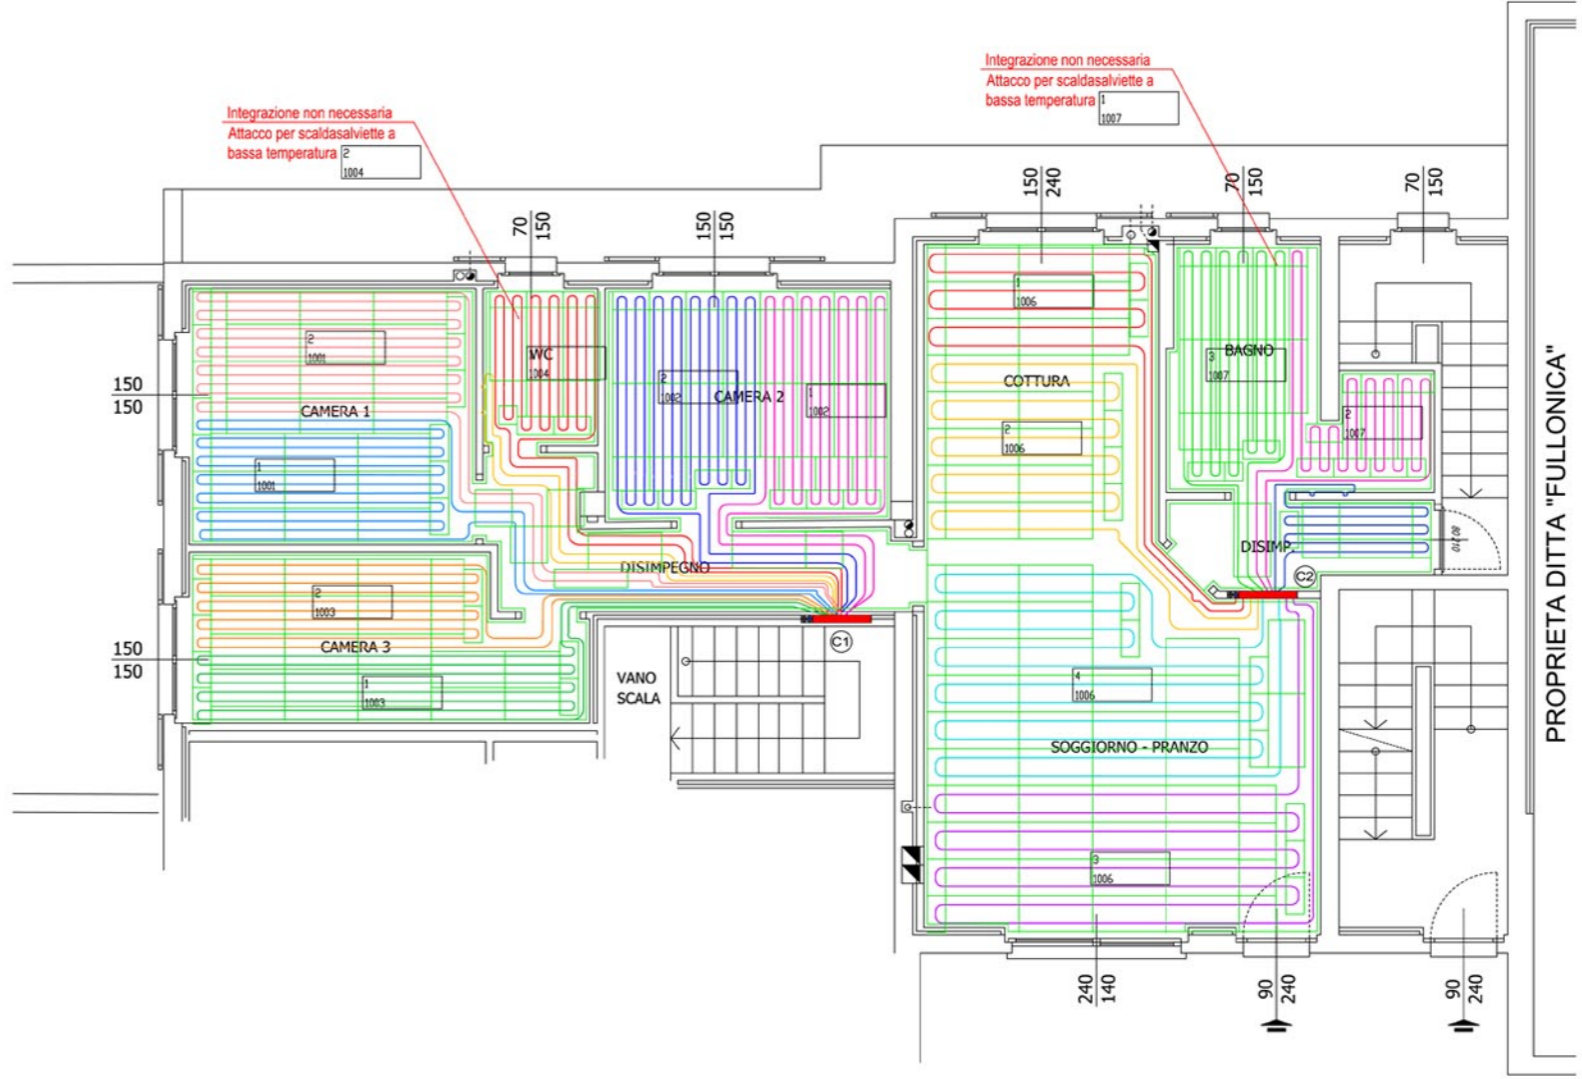 Integrazione non necessaria
Attacco per scaldasalviette a
bassa temperatura
1
1007
Integrazione non necessaria
Attacco per scaldasalviette a
bassa temperatura
2
1004
150
240
70
150
70
150
70
150
150
150
1
1006
2
1001
WC
1004
BAGNO
3
1007
150
150
CAMERA 1
2
1002
CAMERA 2
1
1002
COTTURA
2
1006
2
1007
1
1001
DISIMPEGNO
DISIMP.
80
210
C2
2
1003
CAMERA 3
C1
150
150
1
1003
VANO
SCALA
4
1006
SOGGIORNO - PRANZO
3
1006
240
140
90
240
90
240
PROPRIETA DITTA "FULLONICA"